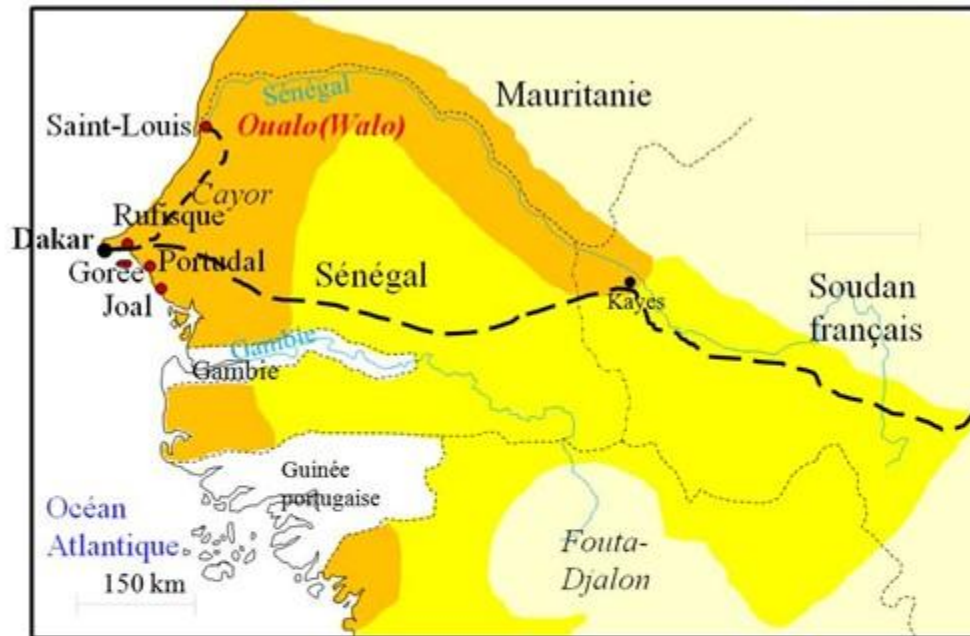 Mauritanie
Sénégal
Saint-Louis
Oualo(Walo)
Cayor
Rufisque
Dakar
Gorée
Portudal
Joal
Sénégal
Kayes
Soudan
français
Gambie
Gambie
Guinée
portugaise
Océan
Atlantique
150 km
Fouta-
Djalon